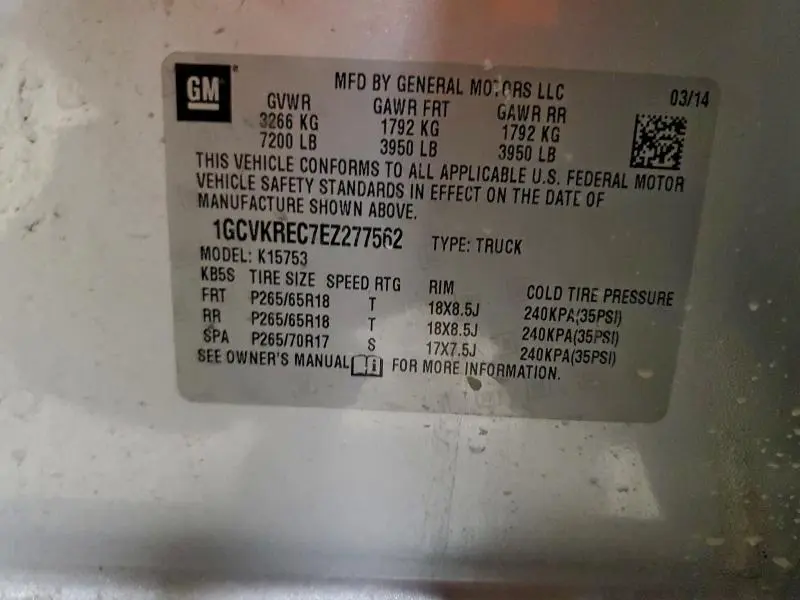 GM
MFD BY GENERAL MOTORS LLC 03/14
GVWR GAWR FRT GAWR RR
3266 KG 1792 KG 1792 KG
7200 LB 3950 LB 3950 LB
THIS VEHICLE CONFORMS TO ALL APPLICABLE U.S. FEDERAL MOTOR
VEHICLE SAFETY STANDARDS IN EFFECT ON THE DATE OF
MANUFACTURE SHOWN ABOVE.
1GCVKREC7EZ277562 TYPE: TRUCK
MODEL: K15753
KB5S TIRE SIZE SPEED RTG RIM COLD TIRE PRESSURE
FRT P265/65R18 T 18X8.5J 240KPA(35PSI)
RR P265/65R18 T 18X8.5J 240KPA(35PSI)
SPA P265/70R17 S 17X7.5J 240KPA(35PSI)
SEE OWNER'S MANUAL i FOR MORE INFORMATION.